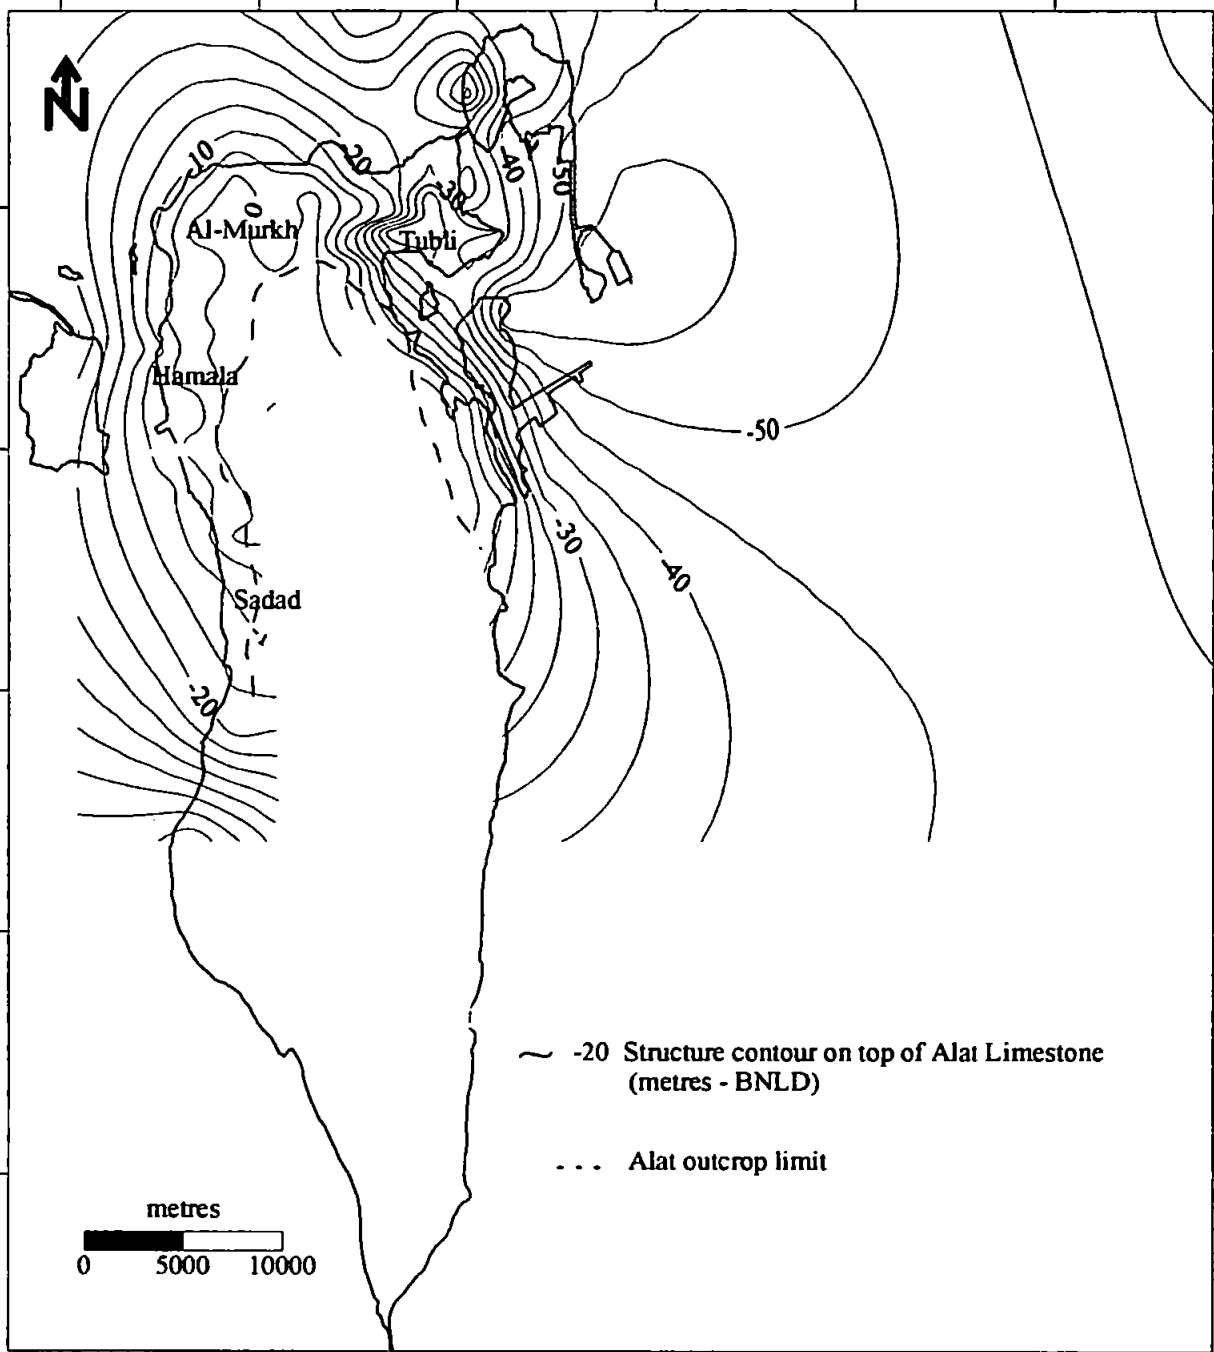 N
-10
-20
-40
-50
-38
0
Al-Murkh
Tubli
Hamala
-50
-30
-40
Sadad
-20
-20 Structure contour on top of Alat Limestone
(metres - BNLD)
Alat outcrop limit
metres
0 5000 10000